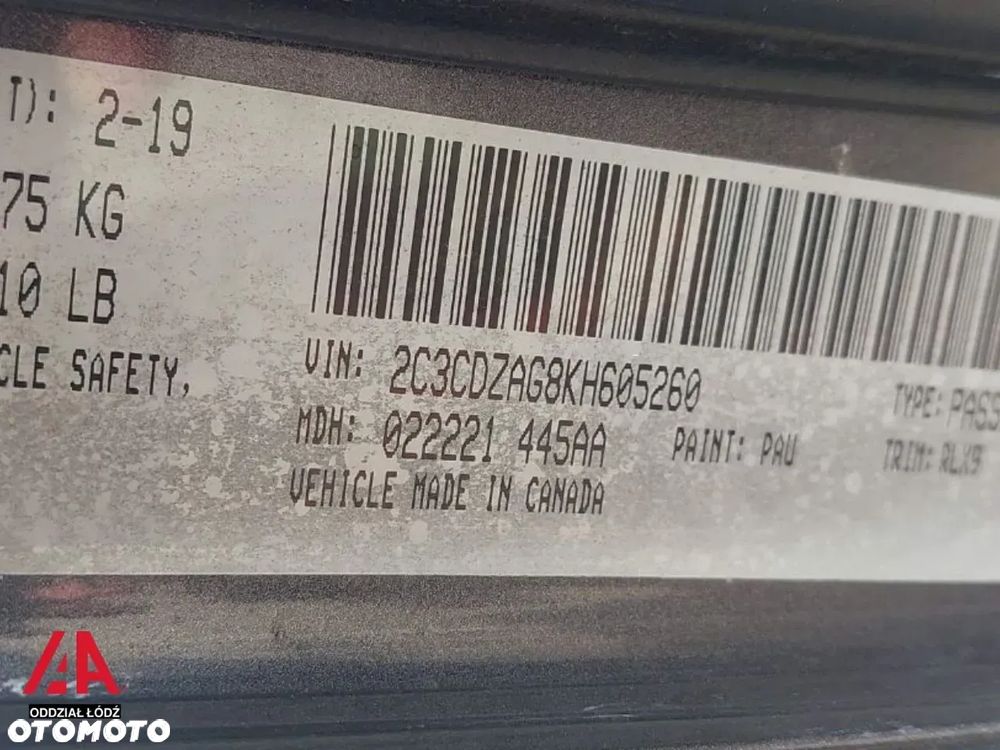 T): 2-19
75 KG
10 LB
CLE SAFETY,
VIN: 2C3CDZAG8KH605260
TYPE: PASS
MDH: 022221 445AA
PAINT: PAU
TRIM: RLX9
VEHICLE MADE IN CANADA
AA
ODDZIAŁ ŁÓDŹ
OTOMOTO